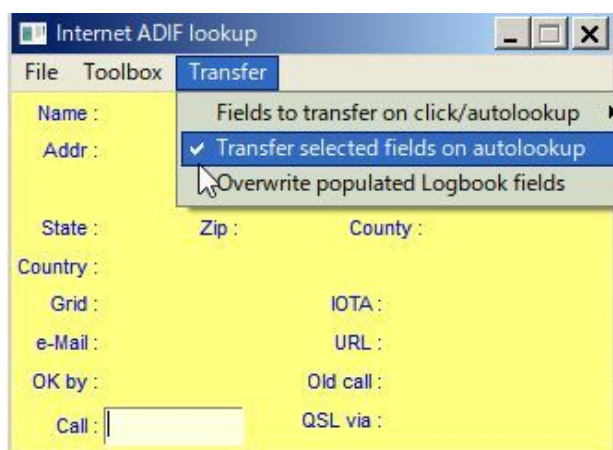 Internet ADIF lookup
File Toolbox Transfer
Name : Fields to transfer on click/autolookup
Addr : Transfer selected fields on autolookup
Overwrite populated Logbook fields
State : Zip : County :
Country :
Grid : IOTA :
e-Mail : URL :
OK by : Old call :
Call : QSL via :